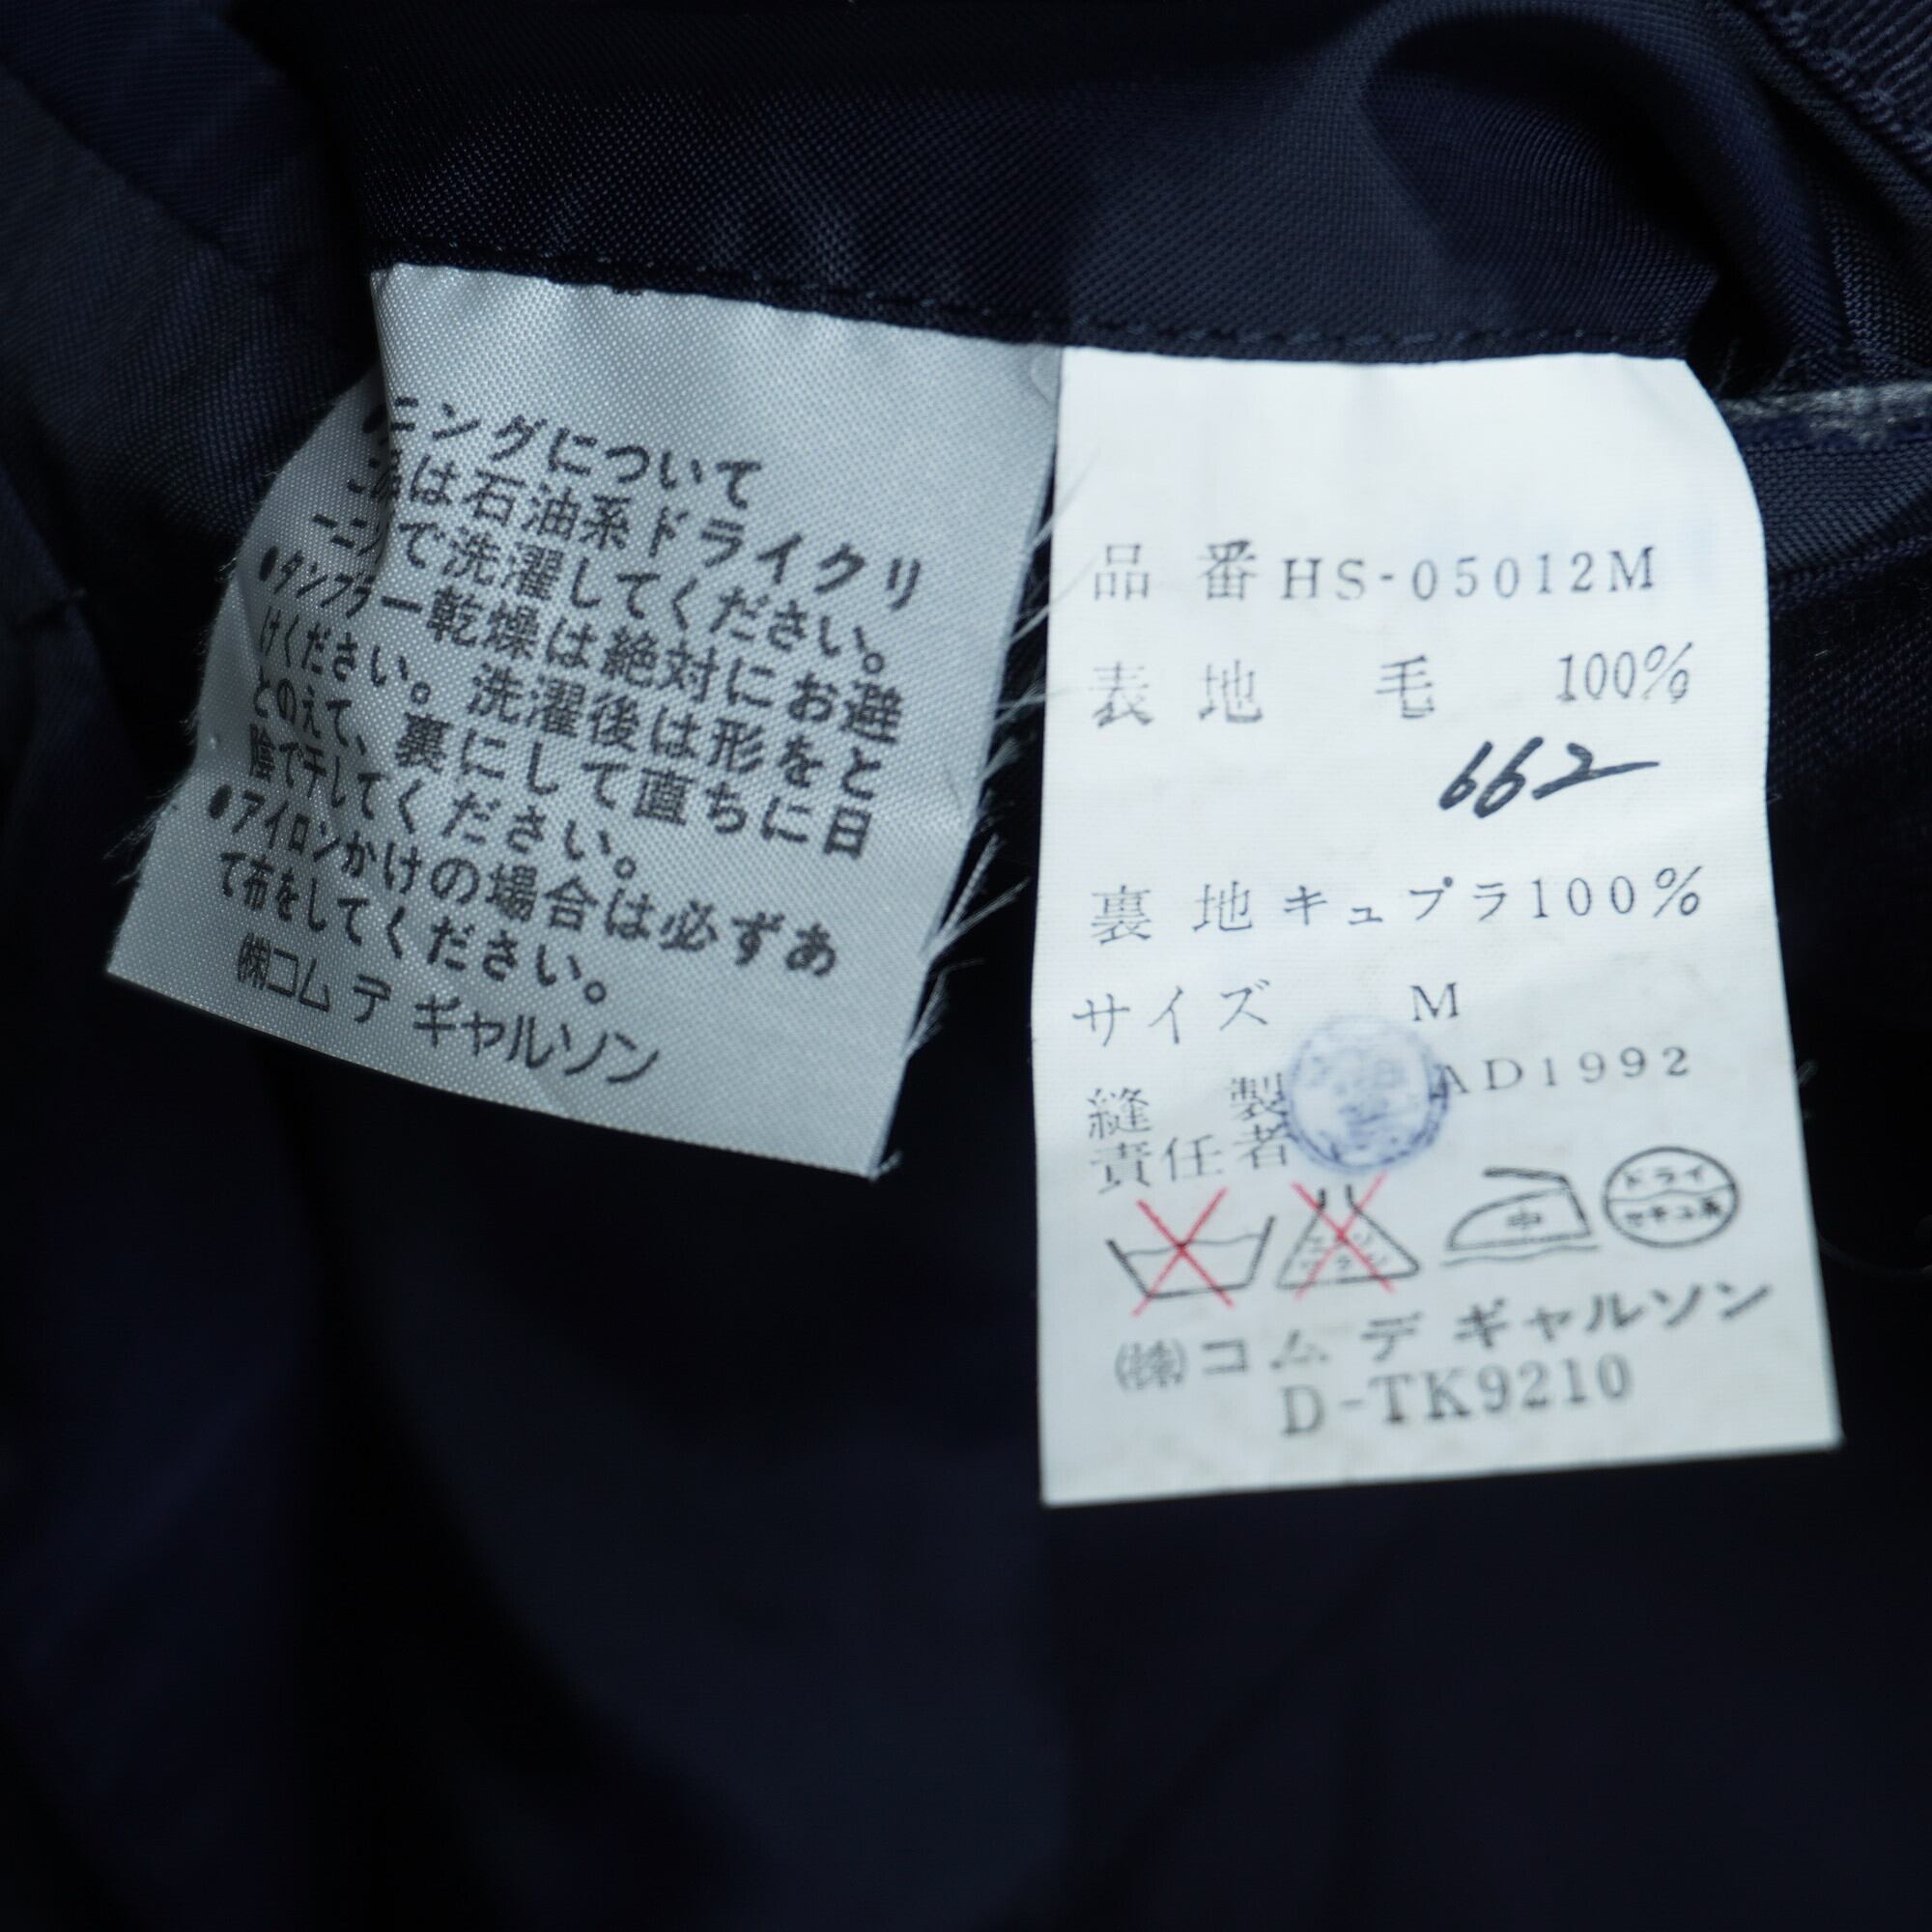 ニングについて
は石油系ドライクリ
ニングで洗濯してください。
●タンブラー乾燥は絶対にお避
けください。洗濯後は形をと
とのえて、裏にして直ちに日
陰で干してください。
●アイロンかけの場合は必ずあ
て布をしてください。
㈱コム デ ギャルソン
品 番 HS-05012M
表 地 毛 100%
662
裏 地 キュプラ100%
サイズ M
縫 製 AD1992
責任者
中
ドライ
セキユ系
㈱コム デ ギャルソン
D-TK9210